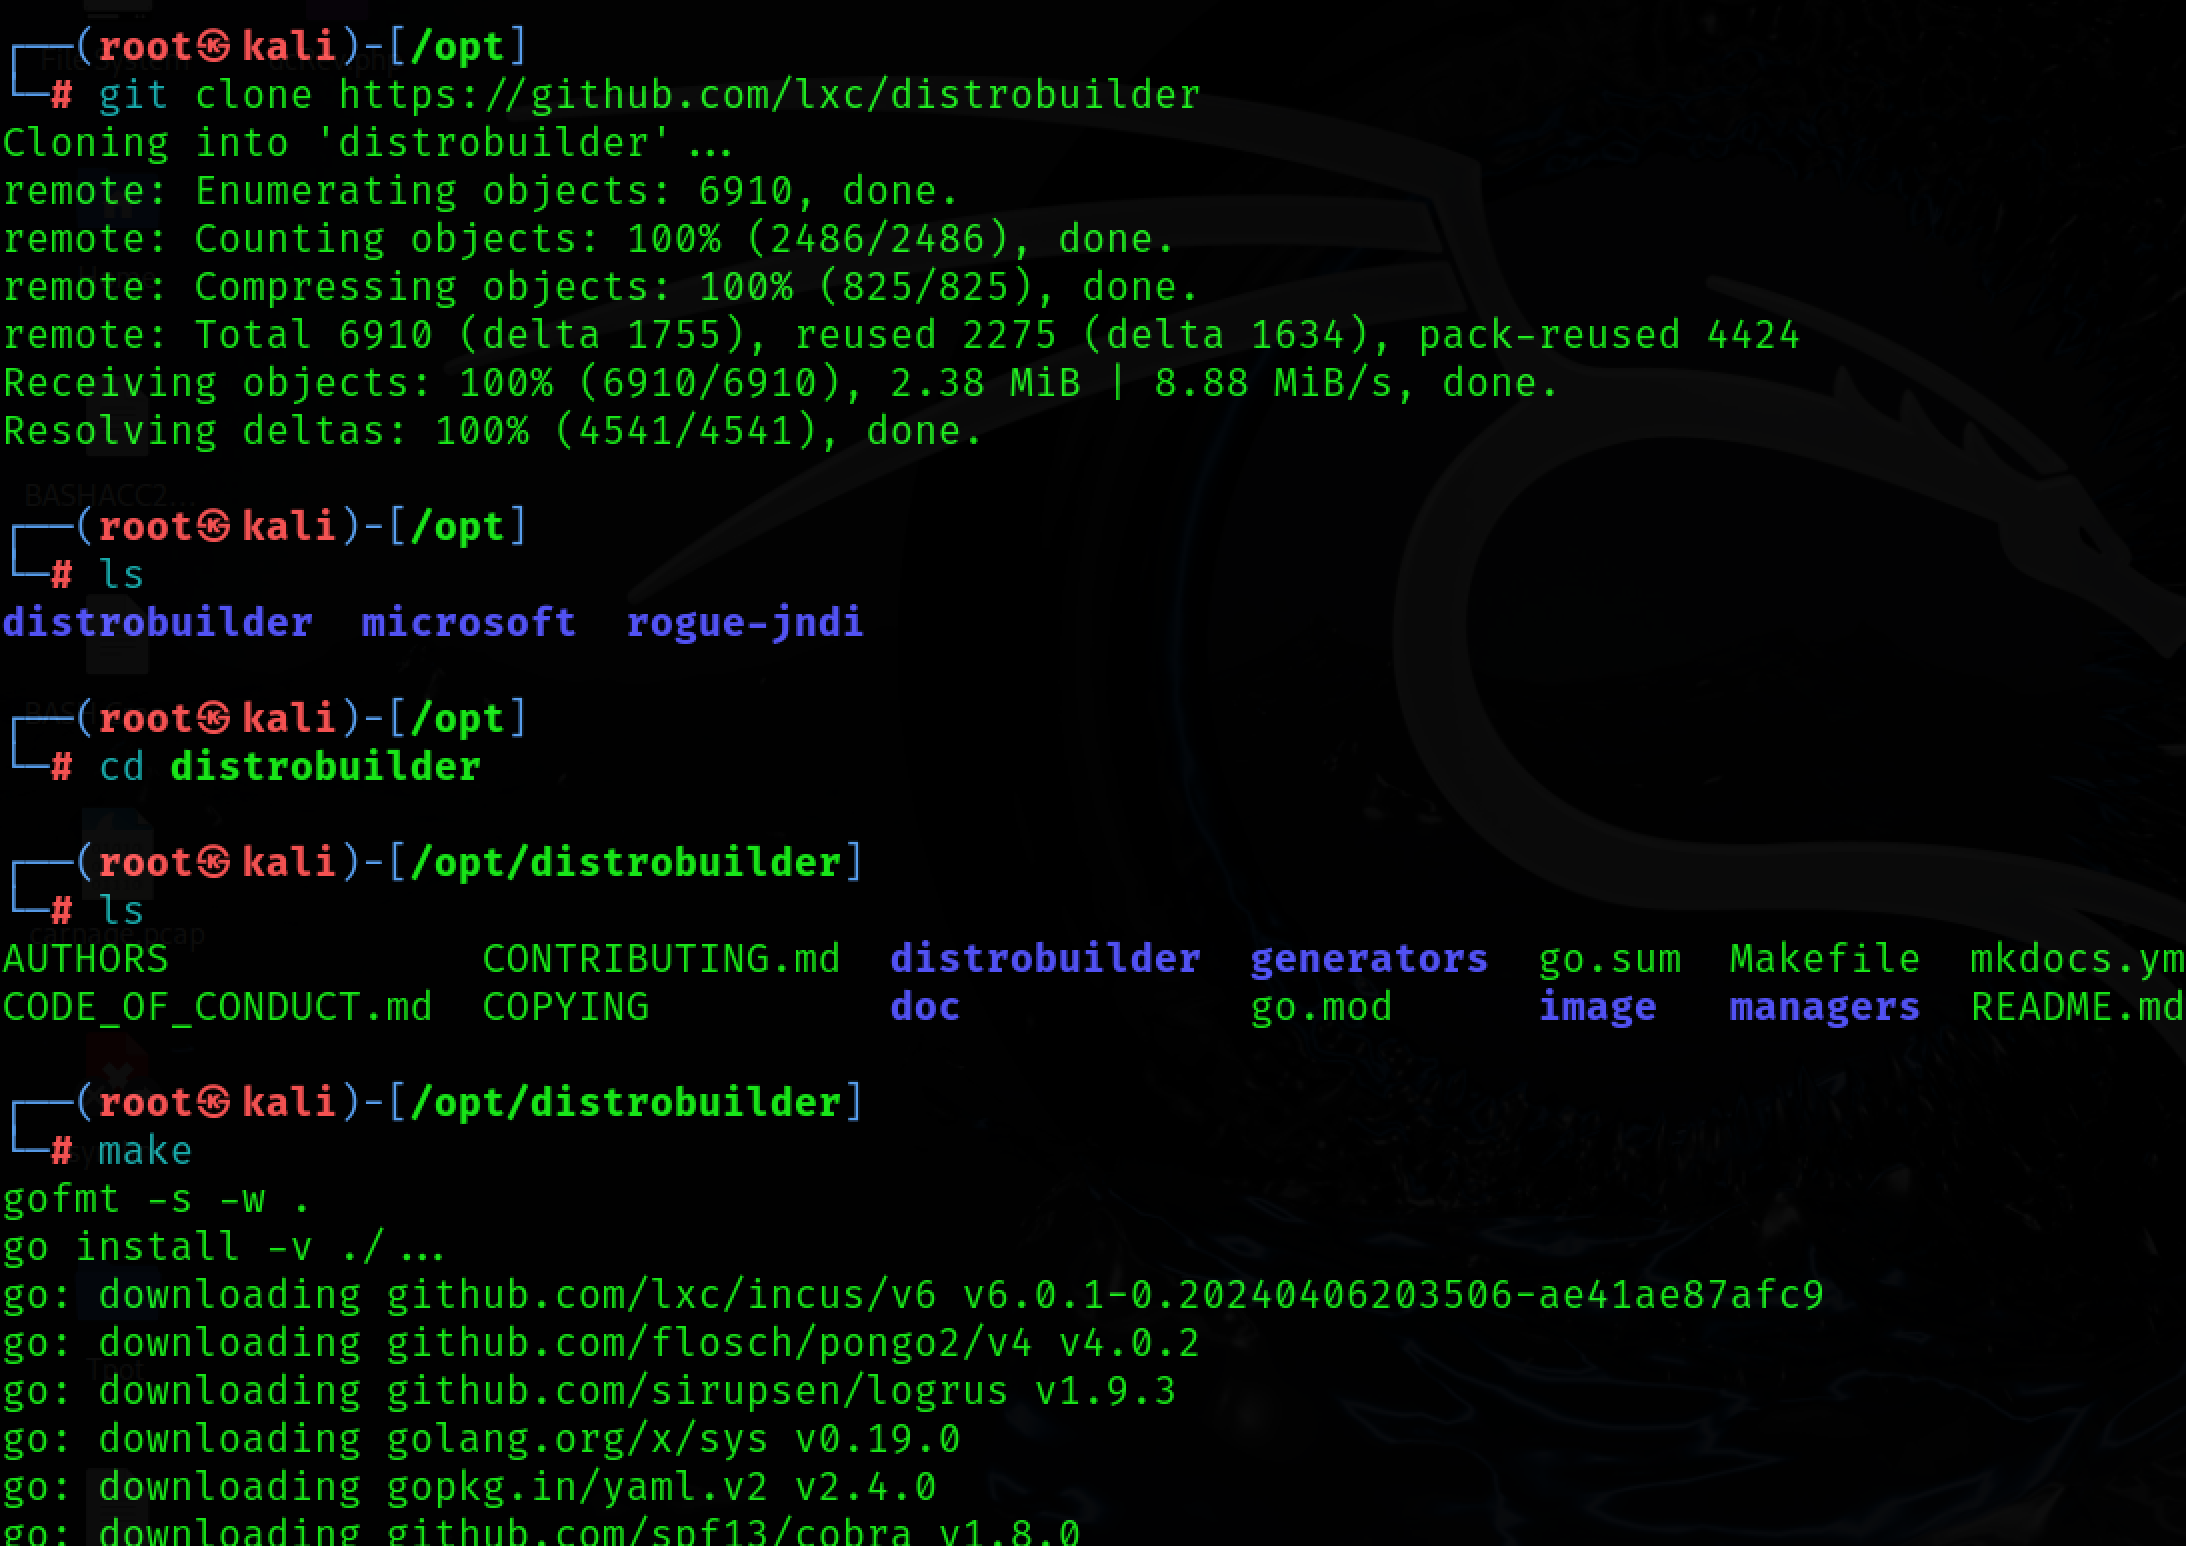 ┌──(root㉿kali)-[/opt]
└─# git clone https://github.com/lxc/distrobuilder
Cloning into 'distrobuilder'...
remote: Enumerating objects: 6910, done.
remote: Counting objects: 100% (2486/2486), done.
remote: Compressing objects: 100% (825/825), done.
remote: Total 6910 (delta 1755), reused 2275 (delta 1634), pack-reused 4424
Receiving objects: 100% (6910/6910), 2.38 MiB | 8.88 MiB/s, done.
Resolving deltas: 100% (4541/4541), done.
BASHACC2...
┌──(root㉿kali)-[/opt]
└─# ls
distrobuilder  microsoft  rogue-jndi
┌──(root㉿kali)-[/opt]
└─# cd distrobuilder
┌──(root㉿kali)-[/opt/distrobuilder]
└─# ls
carnage.pcap
AUTHORS             CONTRIBUTING.md  distrobuilder  generators  go.sum  Makefile  mkdocs.ym
CODE_OF_CONDUCT.md  COPYING          doc            go.mod      image   managers  README.md
┌──(root㉿kali)-[/opt/distrobuilder]
└─# make
gofmt -s -w .
go install -v ./...
go: downloading github.com/lxc/incus/v6 v6.0.1-0.20240406203506-ae41ae87afc9
go: downloading github.com/flosch/pongo2/v4 v4.0.2
go: downloading github.com/sirupsen/logrus v1.9.3
go: downloading golang.org/x/sys v0.19.0
go: downloading gopkg.in/yaml.v2 v2.4.0
go: downloading github.com/spf13/cobra v1.8.0